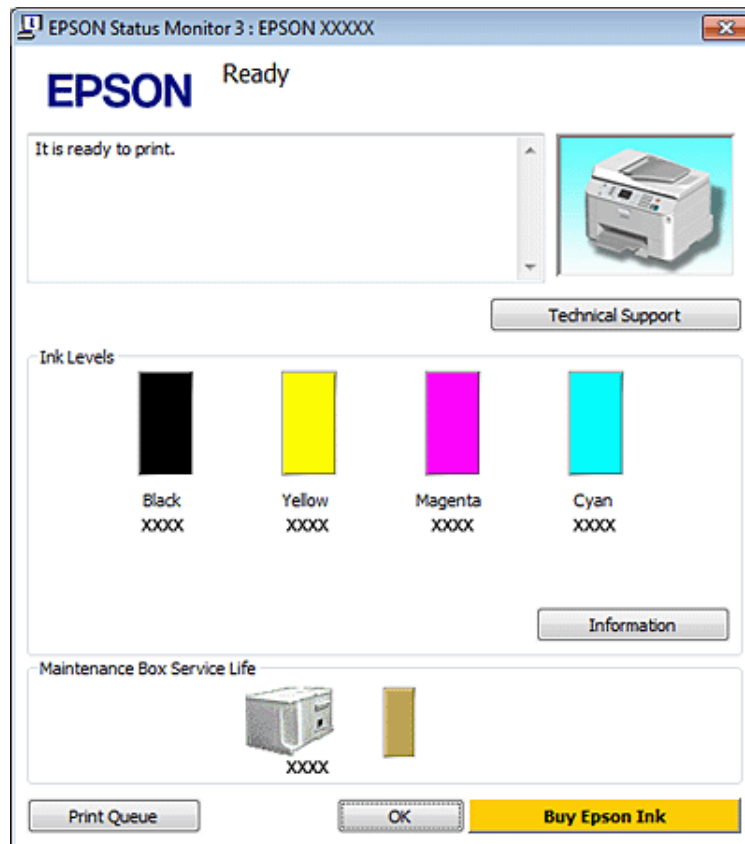 EPSON Status Monitor 3 : EPSON XXXXX
EPSON
Ready
It is ready to print.
Technical Support
Ink Levels
Black Yellow Magenta Cyan
XXXX XXXX XXXX XXXX
Information
Maintenance Box Service Life
XXXX
Print Queue OK Buy Epson Ink